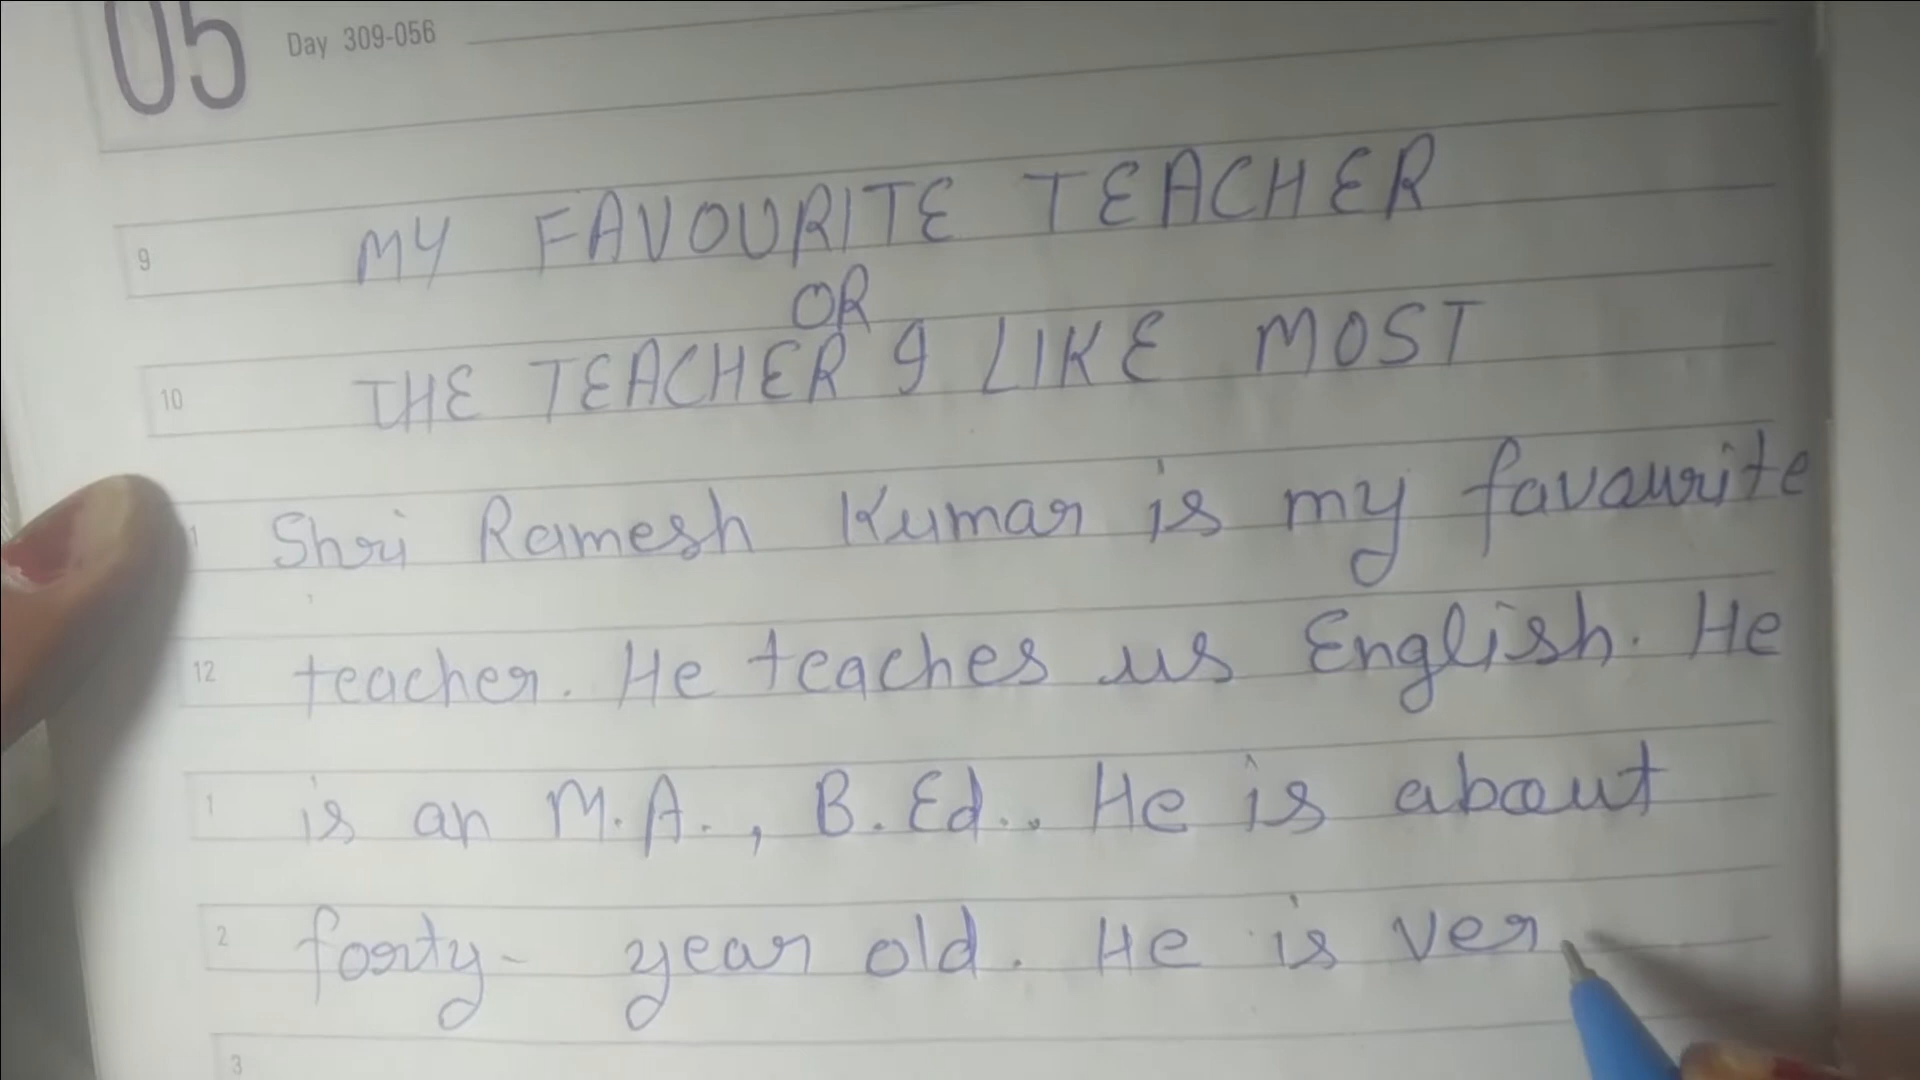 05 Day 309-056
9 MY FAVOURITE TEACHER
OR
10 THE TEACHER I LIKE MOST
Shri Ramesh Kumar is my favourite
12 teacher. He teaches us English. He
1 is an M.A., B.Ed.. He is about
2 forty- year old. He is ver
3